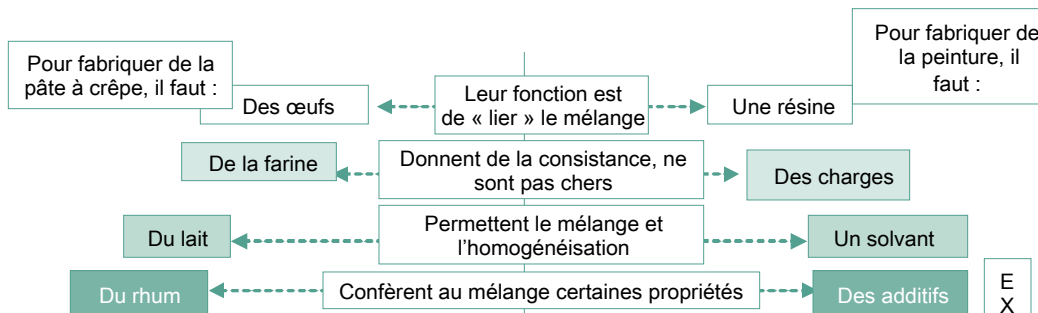 Pour fabriquer de la
pâte à crêpe, il faut :
Pour fabriquer de
la peinture, il
faut :
Des œufs
Leur fonction est
de « lier » le mélange
Une résine
De la farine
Donnent de la consistance, ne
sont pas chers
Des charges
Du lait
Permettent le mélange et
l'homogénéisation
Un solvant
Du rhum
Confèrent au mélange certaines propriétés
Des additifs
E
X